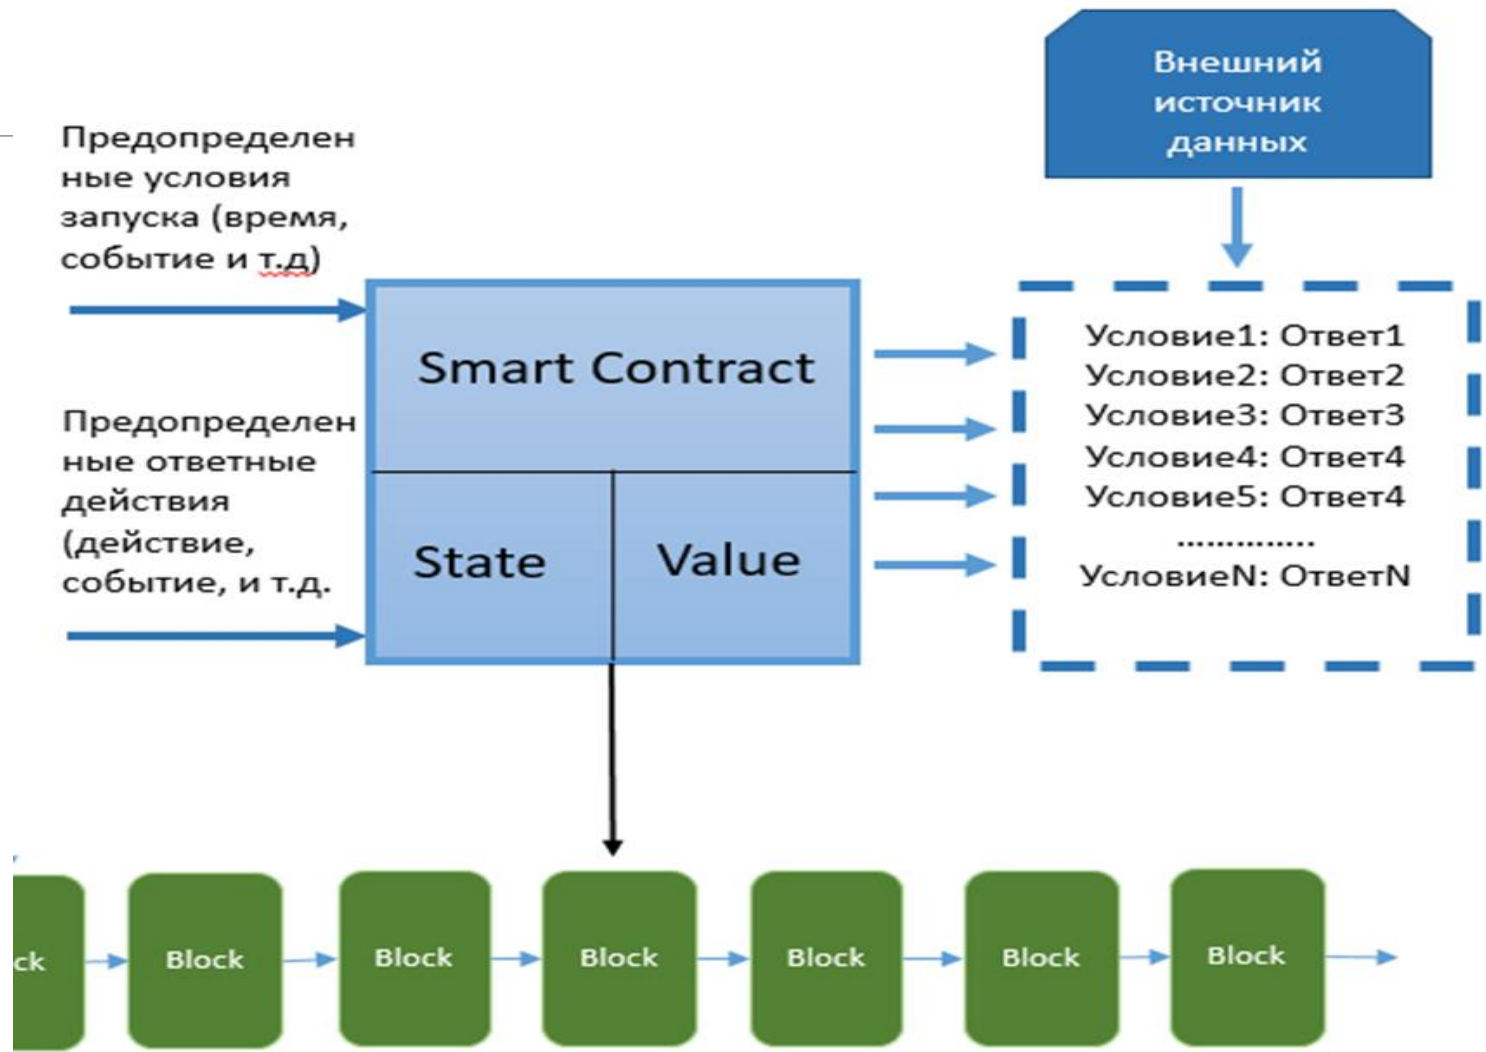 Внешний
источник
данных
Предопределен
ные условия
запуска (время,
событие и т.д)
Smart Contract
State
Value
Предопределен
ные ответные
действия
(действие,
событие, и т.д.
Условие1: Ответ1
Условие2: Ответ2
Условие3: Ответ3
Условие4: Ответ4
Условие5: Ответ4
..............
УсловиеN: ОтветN
ck
Block
Block
Block
Block
Block
Block